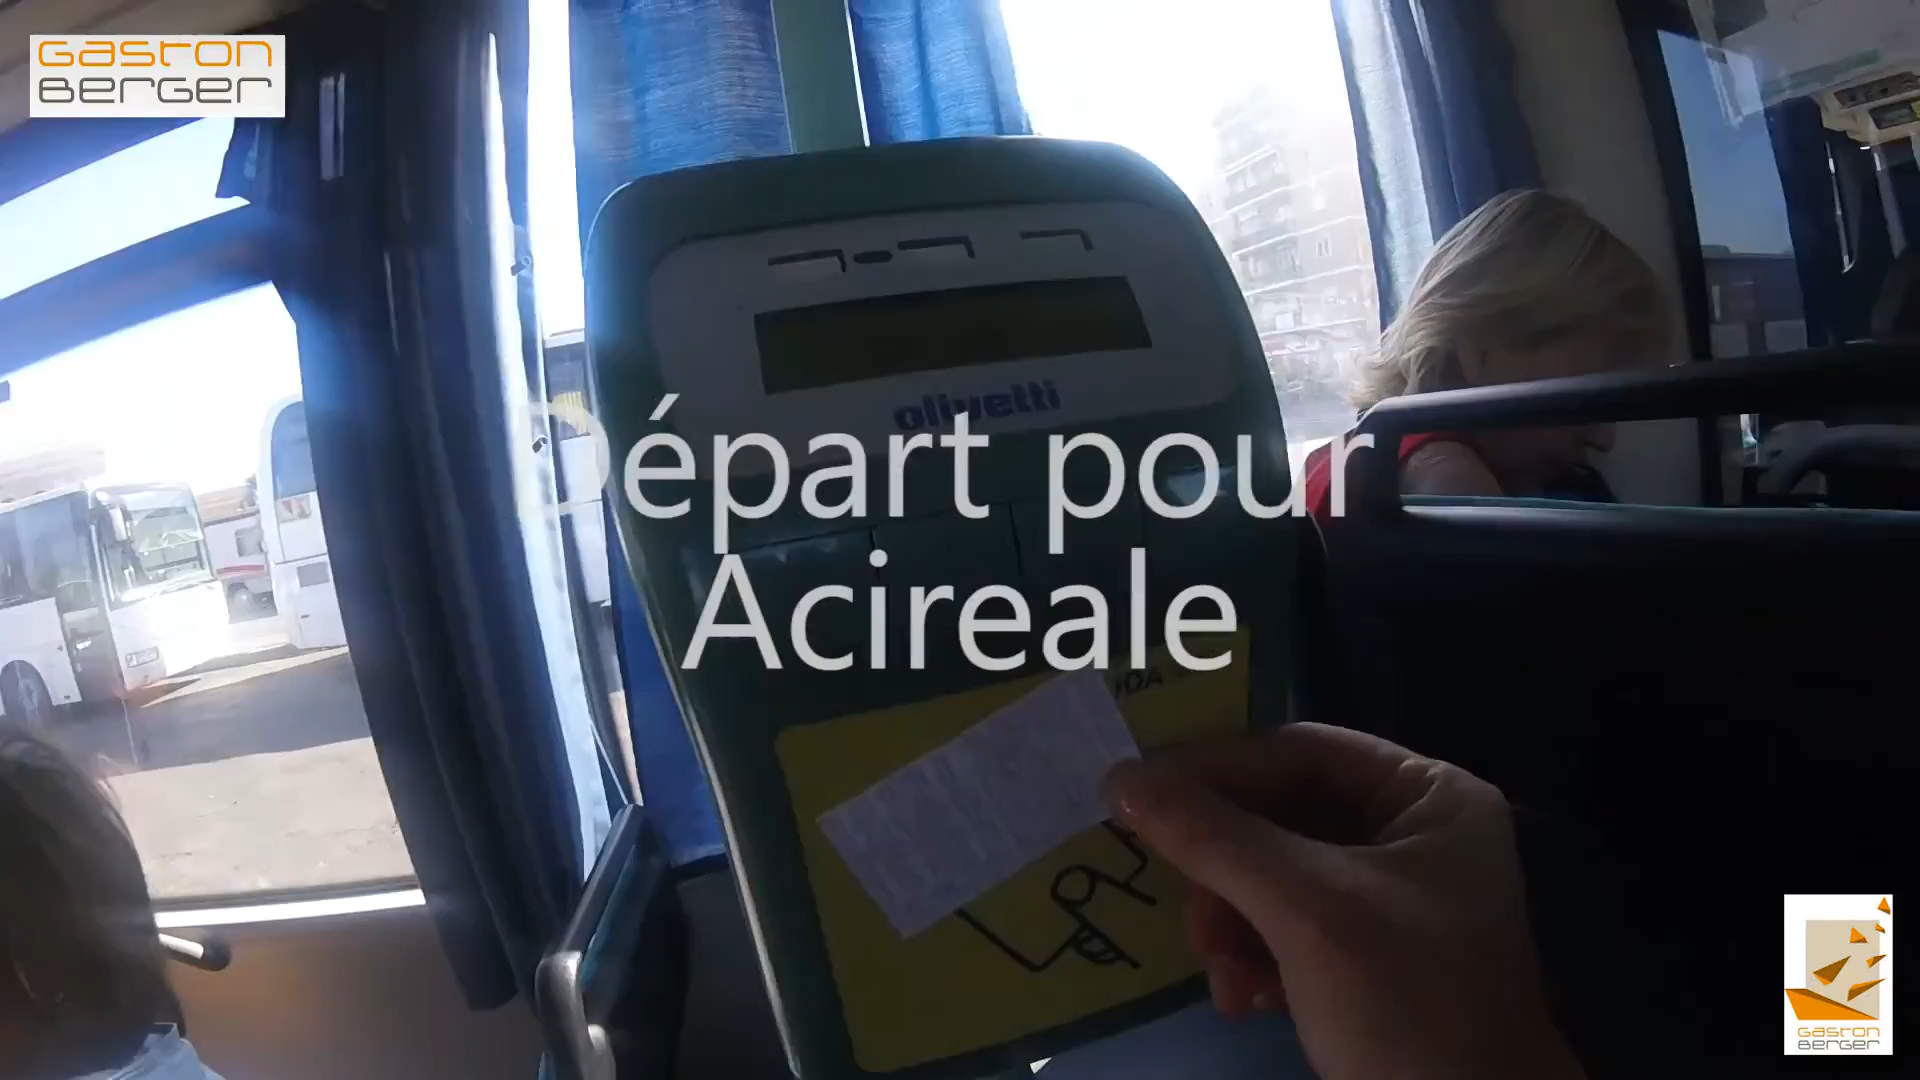 Gaston
Berger
olivetti
Départ pour
Acireale
Gaston
Berger